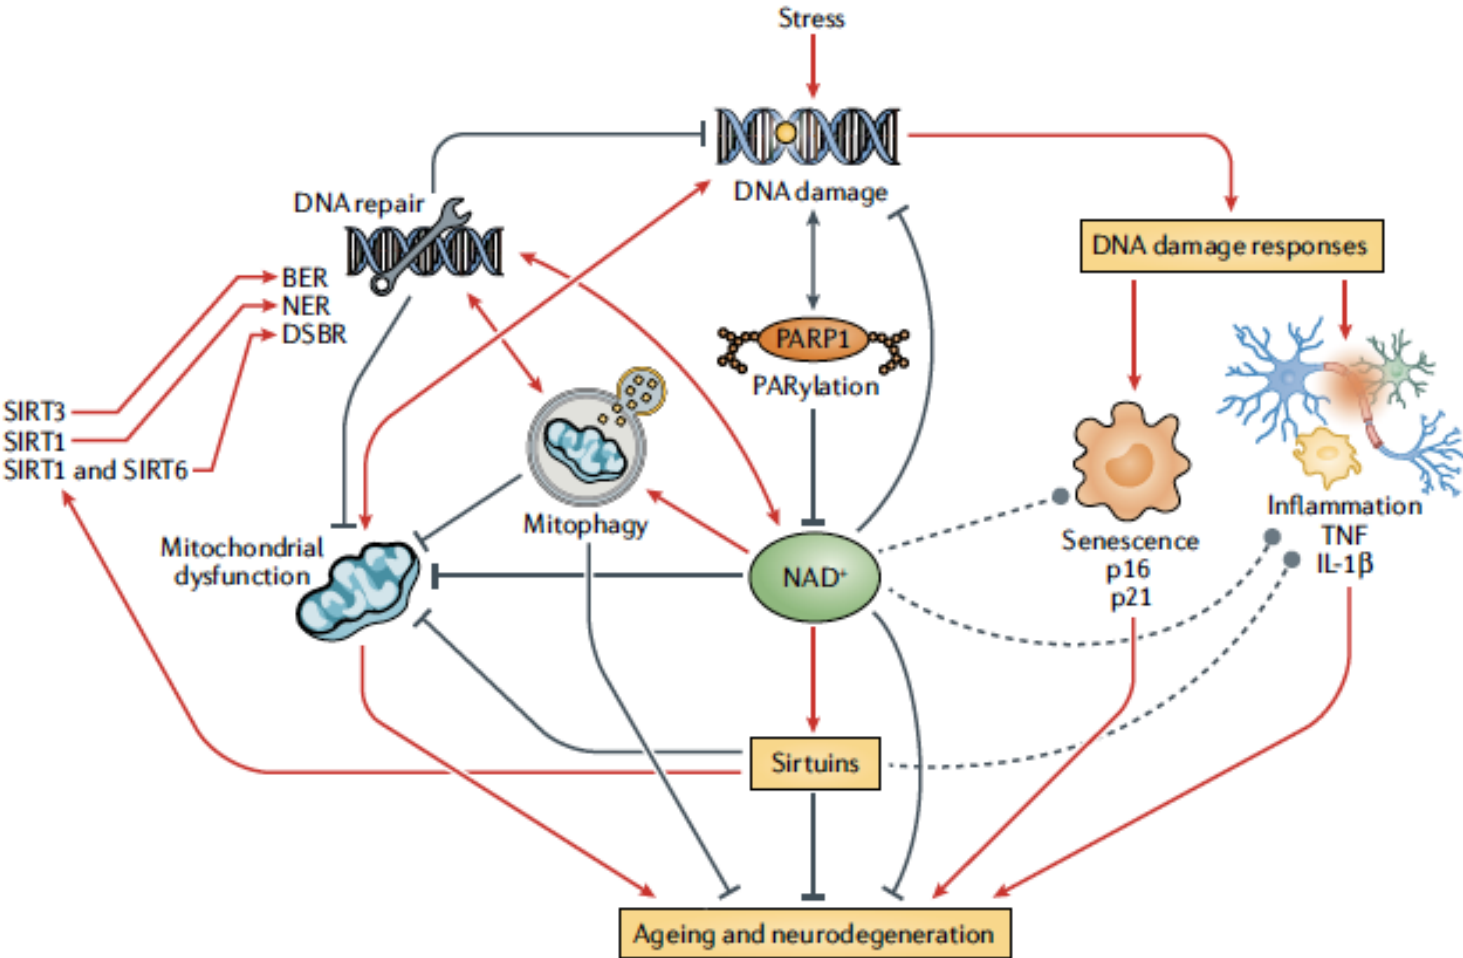 Stress
DNA damage
DNA repair
DNA damage responses
BER
NER
DSBR
PARP1
PARylation
SIRT3
SIRT1
SIRT1 and SIRT6
Mitophagy
Inflammation
TNF
IL-1β
Senescence
p16
p21
Mitochondrial
dysfunction
NAD⁺
Sirtuins
Ageing and neurodegeneration